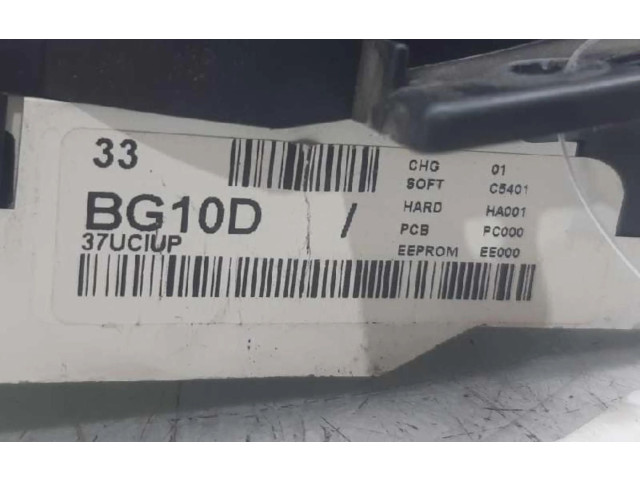 33
BG10D /
37UCIUP
CHG 01
SOFT C5401
HARD HA001
PCB PC000
EEPROM EE000